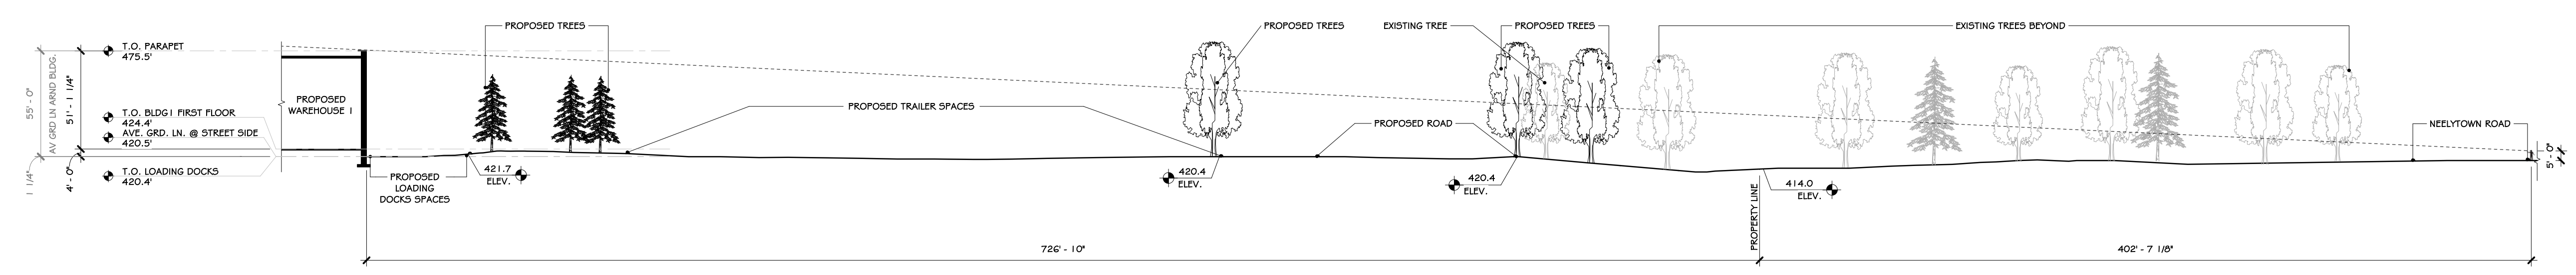 PROPOSED TREES
PROPOSED TREES
EXISTING TREE
PROPOSED TREES
EXISTING TREES BEYOND
T.O. PARAPET
475.5'
55' - 0"
AV GRD LN ARND BLDG.
51' - 1 1/4"
PROPOSED
WAREHOUSE 1
T.O. BLDG1 FIRST FLOOR
424.4'
AVE. GRD. LN. @ STREET SIDE
420.5'
T.O. LOADING DOCKS
420.4'
1 1/4"
4' - 0"
PROPOSED
LOADING
DOCKS SPACES
421.7
ELEV.
PROPOSED TRAILER SPACES
420.4
ELEV.
PROPOSED ROAD
420.4
ELEV.
PROPERTY LINE
414.0
ELEV.
NEELYTOWN ROAD
5' - 0"
726' - 10"
402' - 7 1/8"